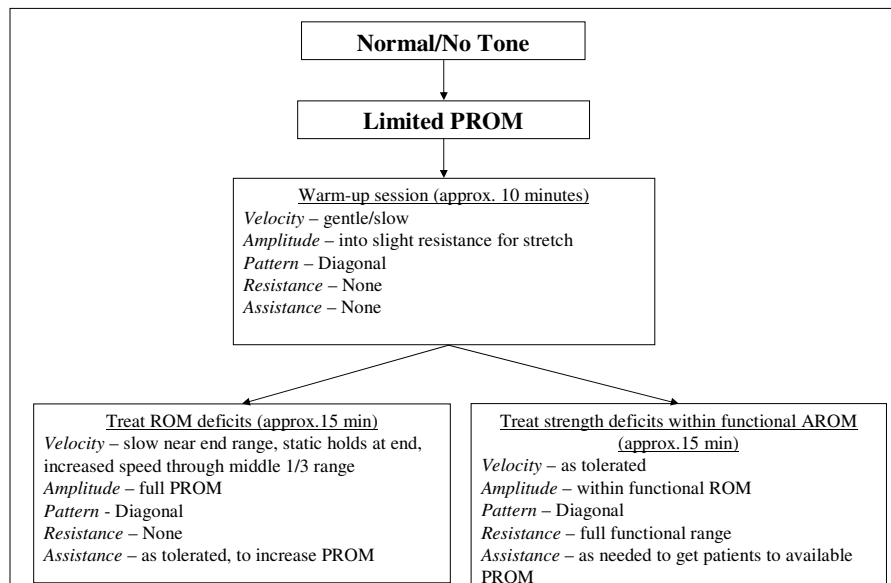 Normal/No Tone
Limited PROM
Warm-up session (approx. 10 minutes)
Velocity – gentle/slow
Amplitude – into slight resistance for stretch
Pattern – Diagonal
Resistance – None
Assistance – None
Treat ROM deficits (approx.15 min)
Velocity – slow near end range, static holds at end,
increased speed through middle 1/3 range
Amplitude – full PROM
Pattern - Diagonal
Resistance – None
Assistance – as tolerated, to increase PROM
Treat strength deficits within functional AROM
(approx.15 min)
Velocity – as tolerated
Amplitude – within functional ROM
Pattern – Diagonal
Resistance – full functional range
Assistance – as needed to get patients to available
PROM